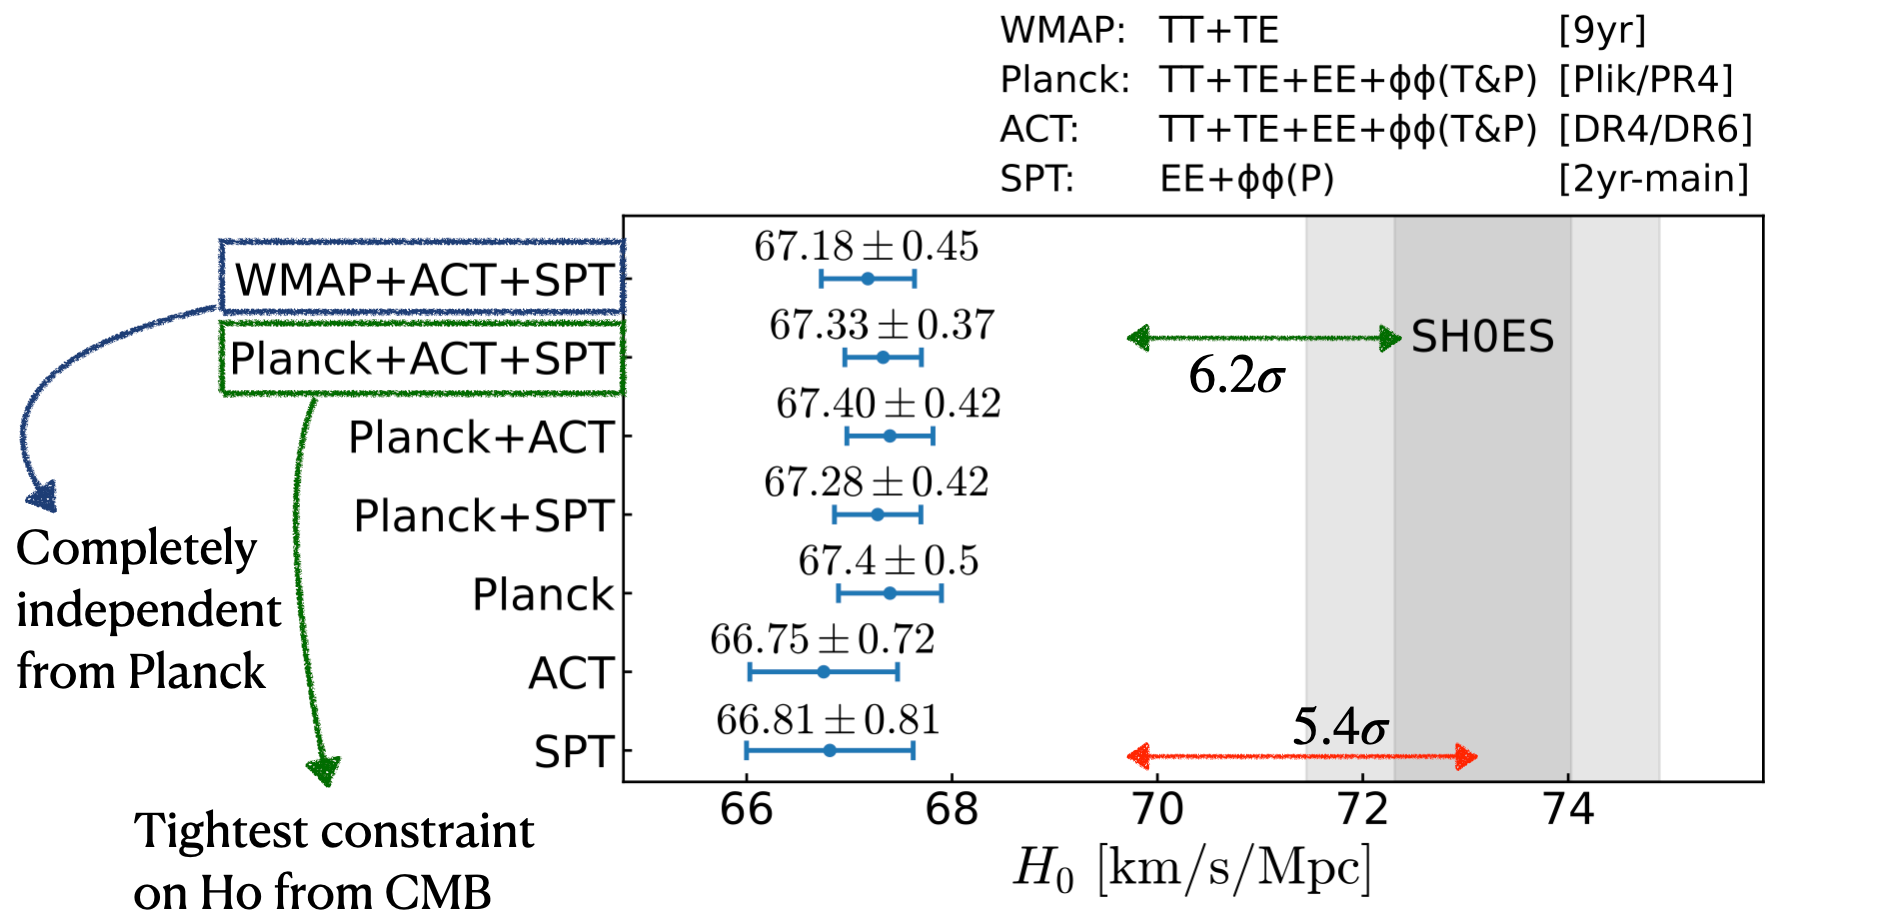 WMAP: TT+TE [9yr]
Planck: TT+TE+EE+ϕϕ(T&P) [Plik/PR4]
ACT: TT+TE+EE+ϕϕ(T&P) [DR4/DR6]
SPT: EE+ϕϕ(P) [2yr-main]
67.18 ± 0.45
WMAP+ACT+SPT
67.33 ± 0.37
Planck+ACT+SPT
SH0ES
6.2σ
67.40 ± 0.42
Planck+ACT
67.28 ± 0.42
Planck+SPT
67.4 ± 0.5
Planck
66.75 ± 0.72
ACT
66.81 ± 0.81
SPT
5.4σ
Completely
independent
from Planck
66 68 70 72 74
H₀ [km/s/Mpc]
Tightest constraint
on Ho from CMB